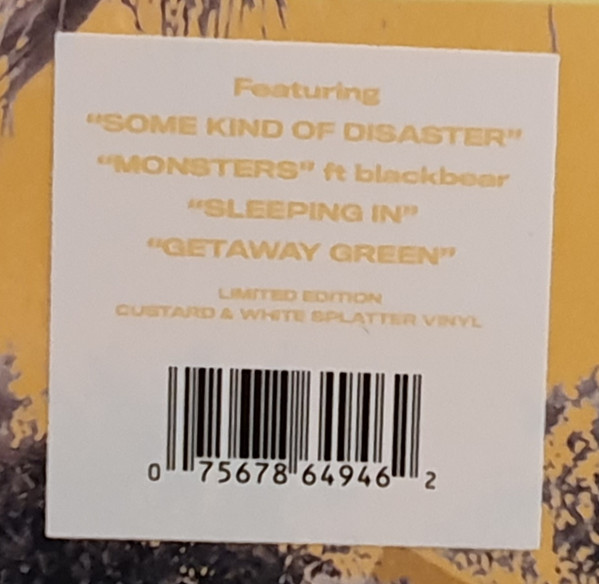 Featuring
“SOME KIND OF DISASTER”
“MONSTERS” ft blackbear
“SLEEPING IN”
“GETAWAY GREEN”
LIMITED EDITION
CUSTARD & WHITE SPLATTER VINYL
0 75678 64946 2